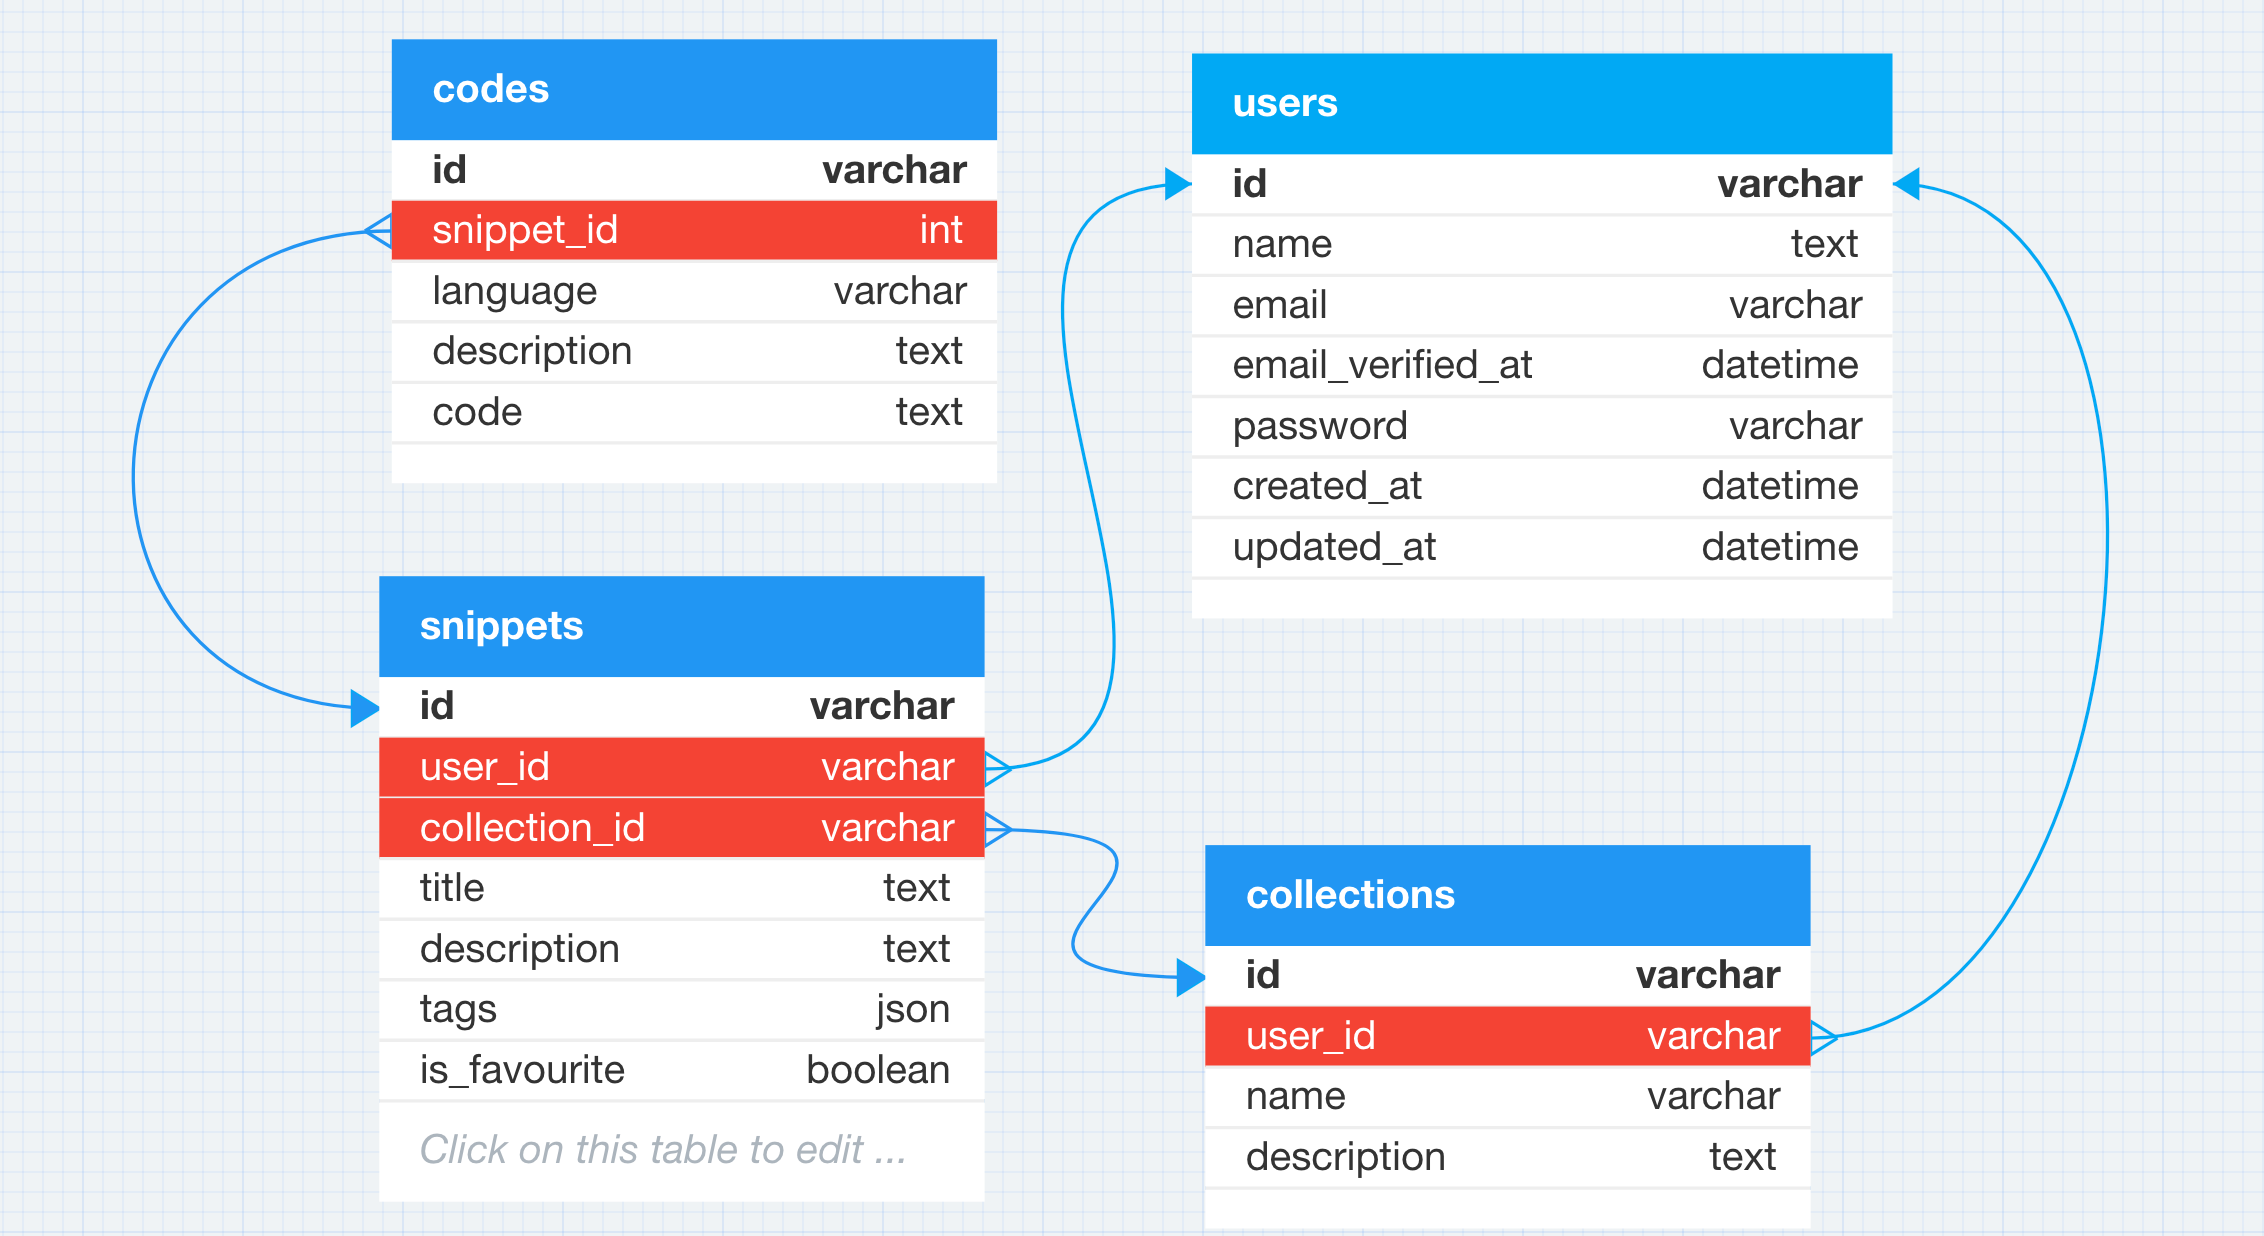 codes
id varchar
snippet_id int
language varchar
description text
code text
users
id varchar
name text
email varchar
email_verified_at datetime
password varchar
created_at datetime
updated_at datetime
snippets
id varchar
user_id varchar
collection_id varchar
title text
description text
tags json
is_favourite boolean
Click on this table to edit ...
collections
id varchar
user_id varchar
name varchar
description text